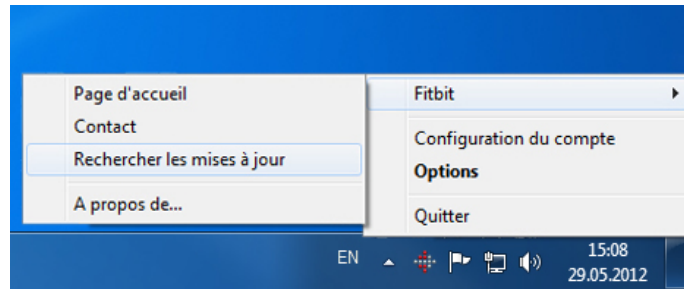 Page d'accueil
Contact
Rechercher les mises à jour
A propos de...
Fitbit
Configuration du compte
Options
Quitter
EN
15:08
29.05.2012